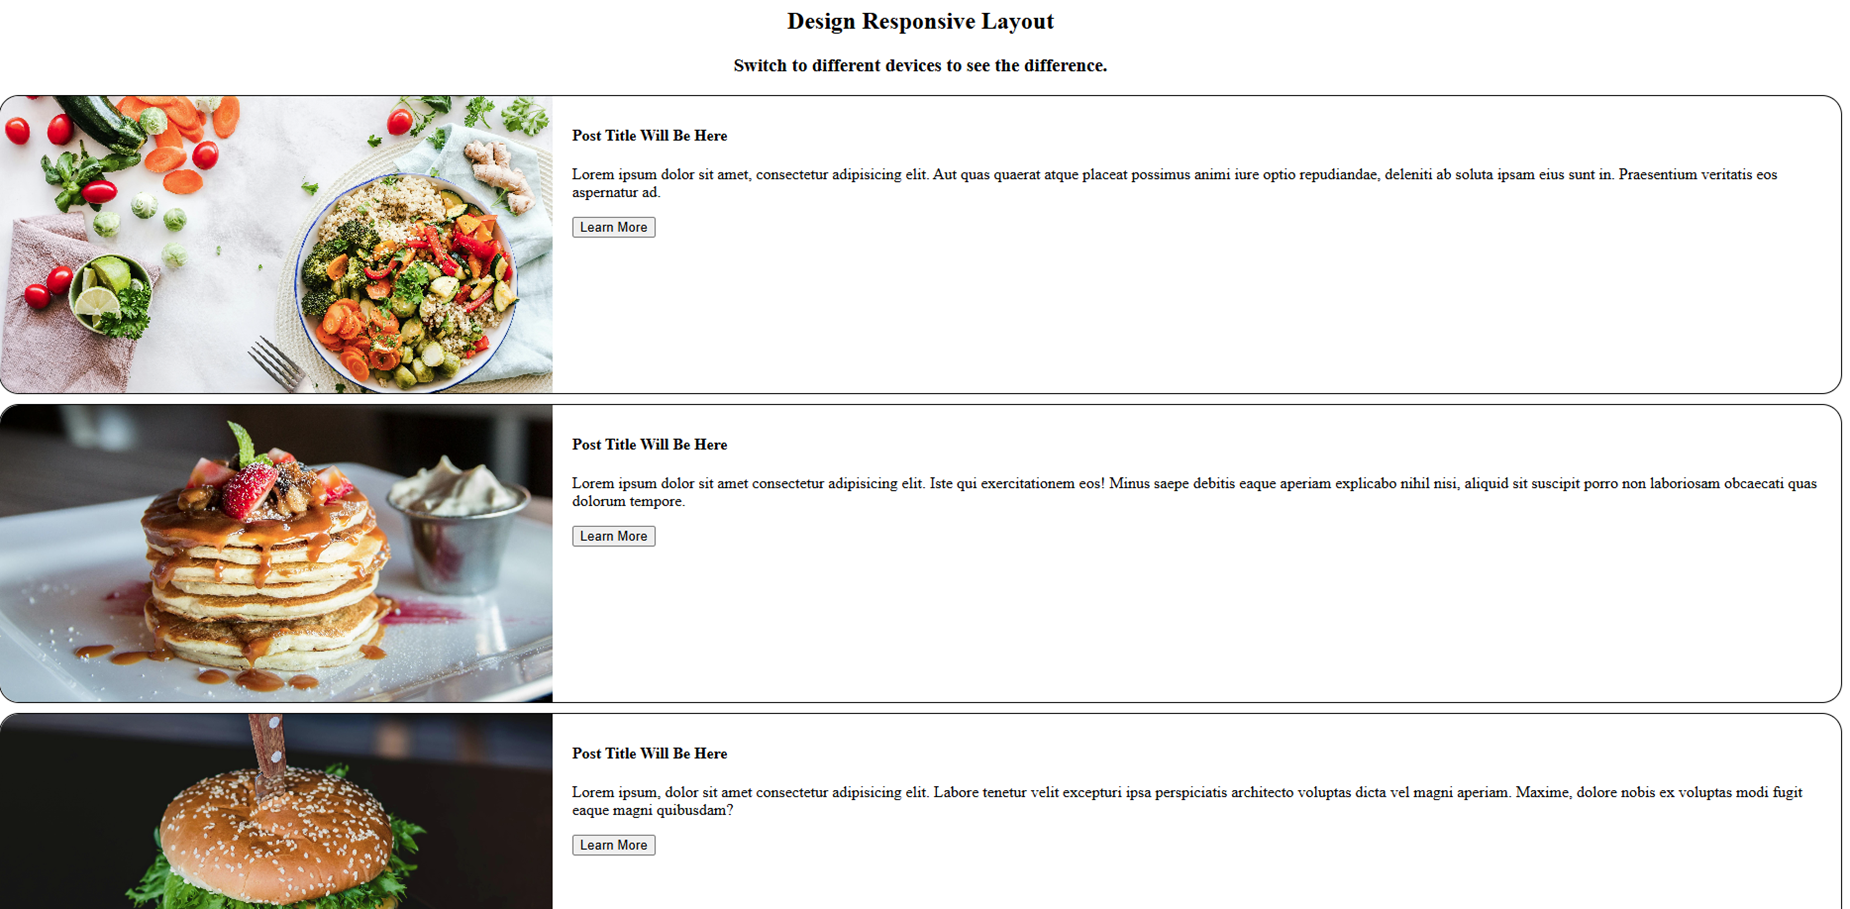 Design Responsive Layout
Switch to different devices to see the difference.
Post Title Will Be Here
Lorem ipsum dolor sit amet, consectetur adipisicing elit. Aut quas quaerat atque placeat possimus animi iure optio repudiandae, deleniti ab soluta ipsam eius sunt in. Praesentium veritatis eos
aspernatur ad.
Learn More
Post Title Will Be Here
Lorem ipsum dolor sit amet consectetur adipisicing elit. Iste qui exercitationem eos! Minus saepe debitis eaque aperiam explicabo nihil nisi, aliquid sit suscipit porro non laboriosam obcaecati quas
dolorum tempore.
Learn More
Post Title Will Be Here
Lorem ipsum, dolor sit amet consectetur adipisicing elit. Labore tenetur velit excepturi ipsa perspiciatis architecto voluptas dicta vel magni aperiam. Maxime, dolore nobis ex voluptas modi fugit
eaque magni quibusdam?
Learn More